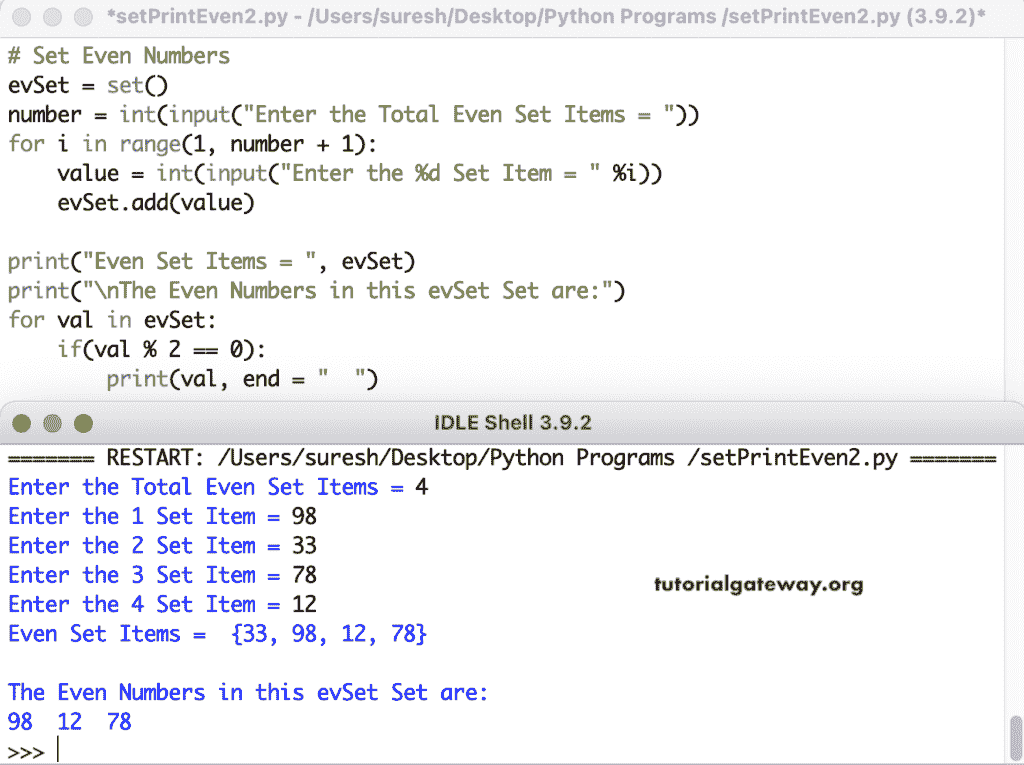 *setPrintEven2.py - /Users/suresh/Desktop/Python Programs /setPrintEven2.py (3.9.2)*
# Set Even Numbers
evSet = set()
number = int(input("Enter the Total Even Set Items = "))
for i in range(1, number + 1):
    value = int(input("Enter the %d Set Item = " %i))
    evSet.add(value)

print("Even Set Items = ", evSet)
print("\nThe Even Numbers in this evSet Set are:")
for val in evSet:
    if(val % 2 == 0):
        print(val, end = "  ")
IDLE Shell 3.9.2
======= RESTART: /Users/suresh/Desktop/Python Programs /setPrintEven2.py =======
Enter the Total Even Set Items = 4
Enter the 1 Set Item = 98
Enter the 2 Set Item = 33
Enter the 3 Set Item = 78
tutorialgateway.org
Enter the 4 Set Item = 12
Even Set Items =  {33, 98, 12, 78}

The Even Numbers in this evSet Set are:
98  12  78
>>>